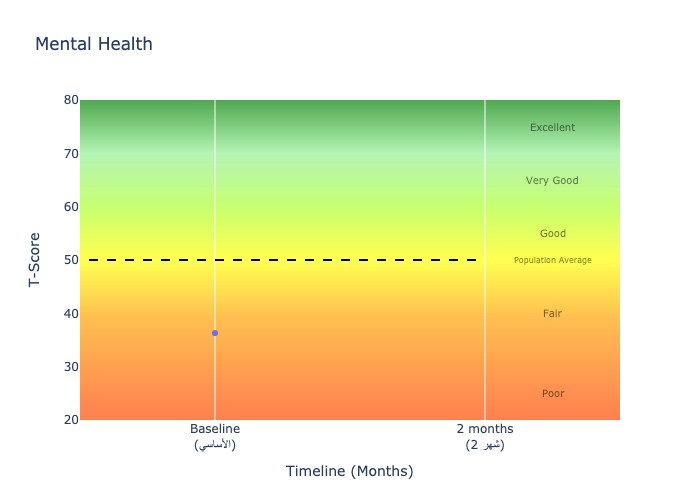 Mental Health
80
70
60
50
40
30
20
T-Score
Excellent
Very Good
Good
Population Average
Fair
Poor
Baseline
(الأساسي)
2 months
(شهر 2)
Timeline (Months)